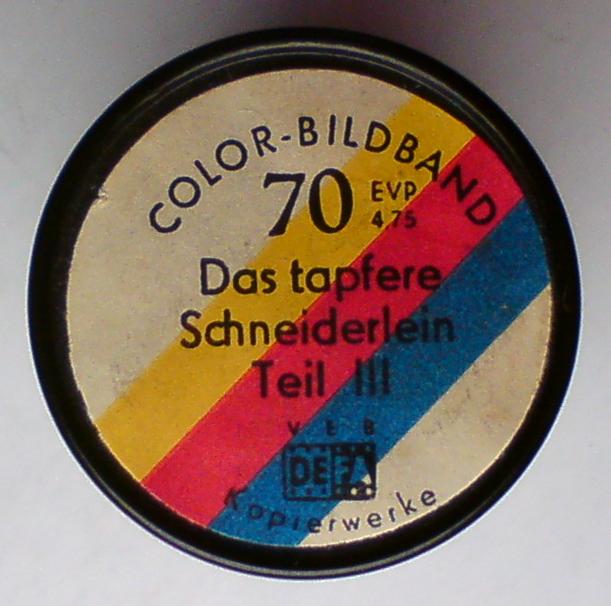 COLOR-BILDBAND
70 EVP
4,75
Das tapfere
Schneiderlein
Teil III
VEB
DEFA
Kopierwerke